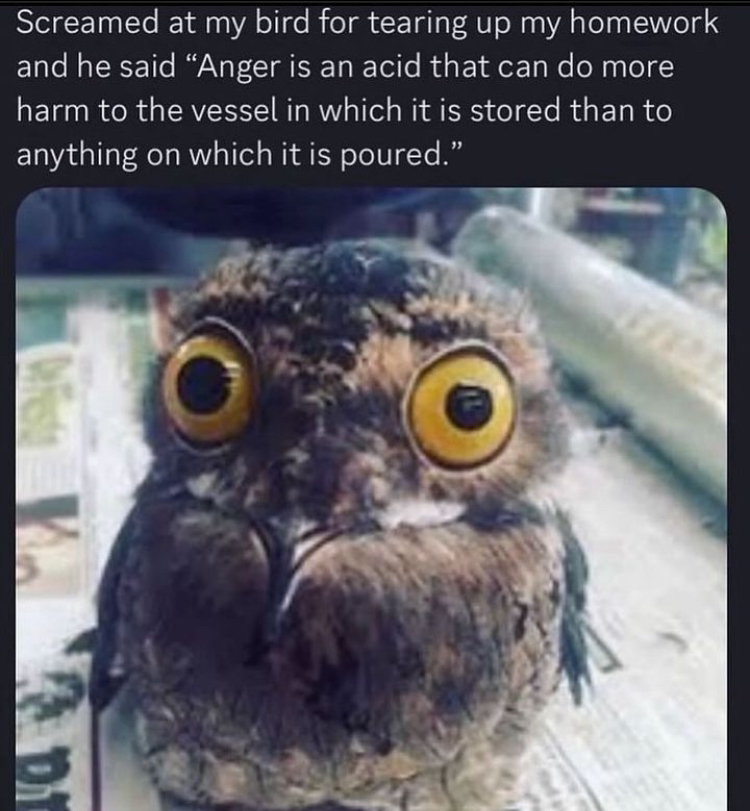 Screamed at my bird for tearing up my homework
and he said “Anger is an acid that can do more
harm to the vessel in which it is stored than to
anything on which it is poured.”